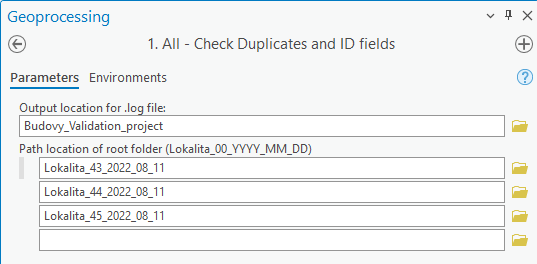 Geoprocessing
1. All - Check Duplicates and ID fields
Parameters Environments
Output location for .log file:
Budovy_Validation_project
Path location of root folder (Lokalita_00_YYYY_MM_DD)
Lokalita_43_2022_08_11
Lokalita_44_2022_08_11
Lokalita_45_2022_08_11